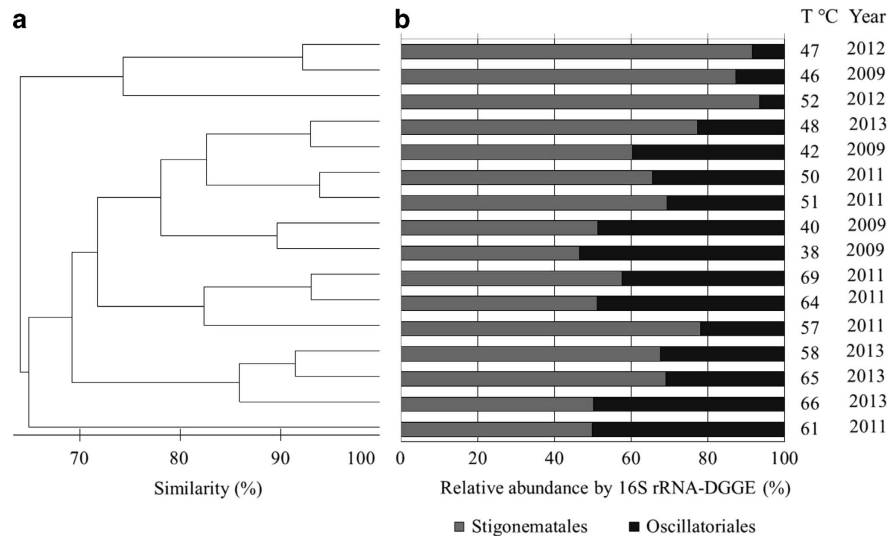 a
b
T °C Year
47 2012
46 2009
52 2012
48 2013
42 2009
50 2011
51 2011
40 2009
38 2009
69 2011
64 2011
57 2011
58 2013
65 2013
66 2013
61 2011
70 80 90 100
0 20 40 60 80 100
Similarity (%)
Relative abundance by 16S rRNA-DGGE (%)
Stigonematales Oscillatoriales